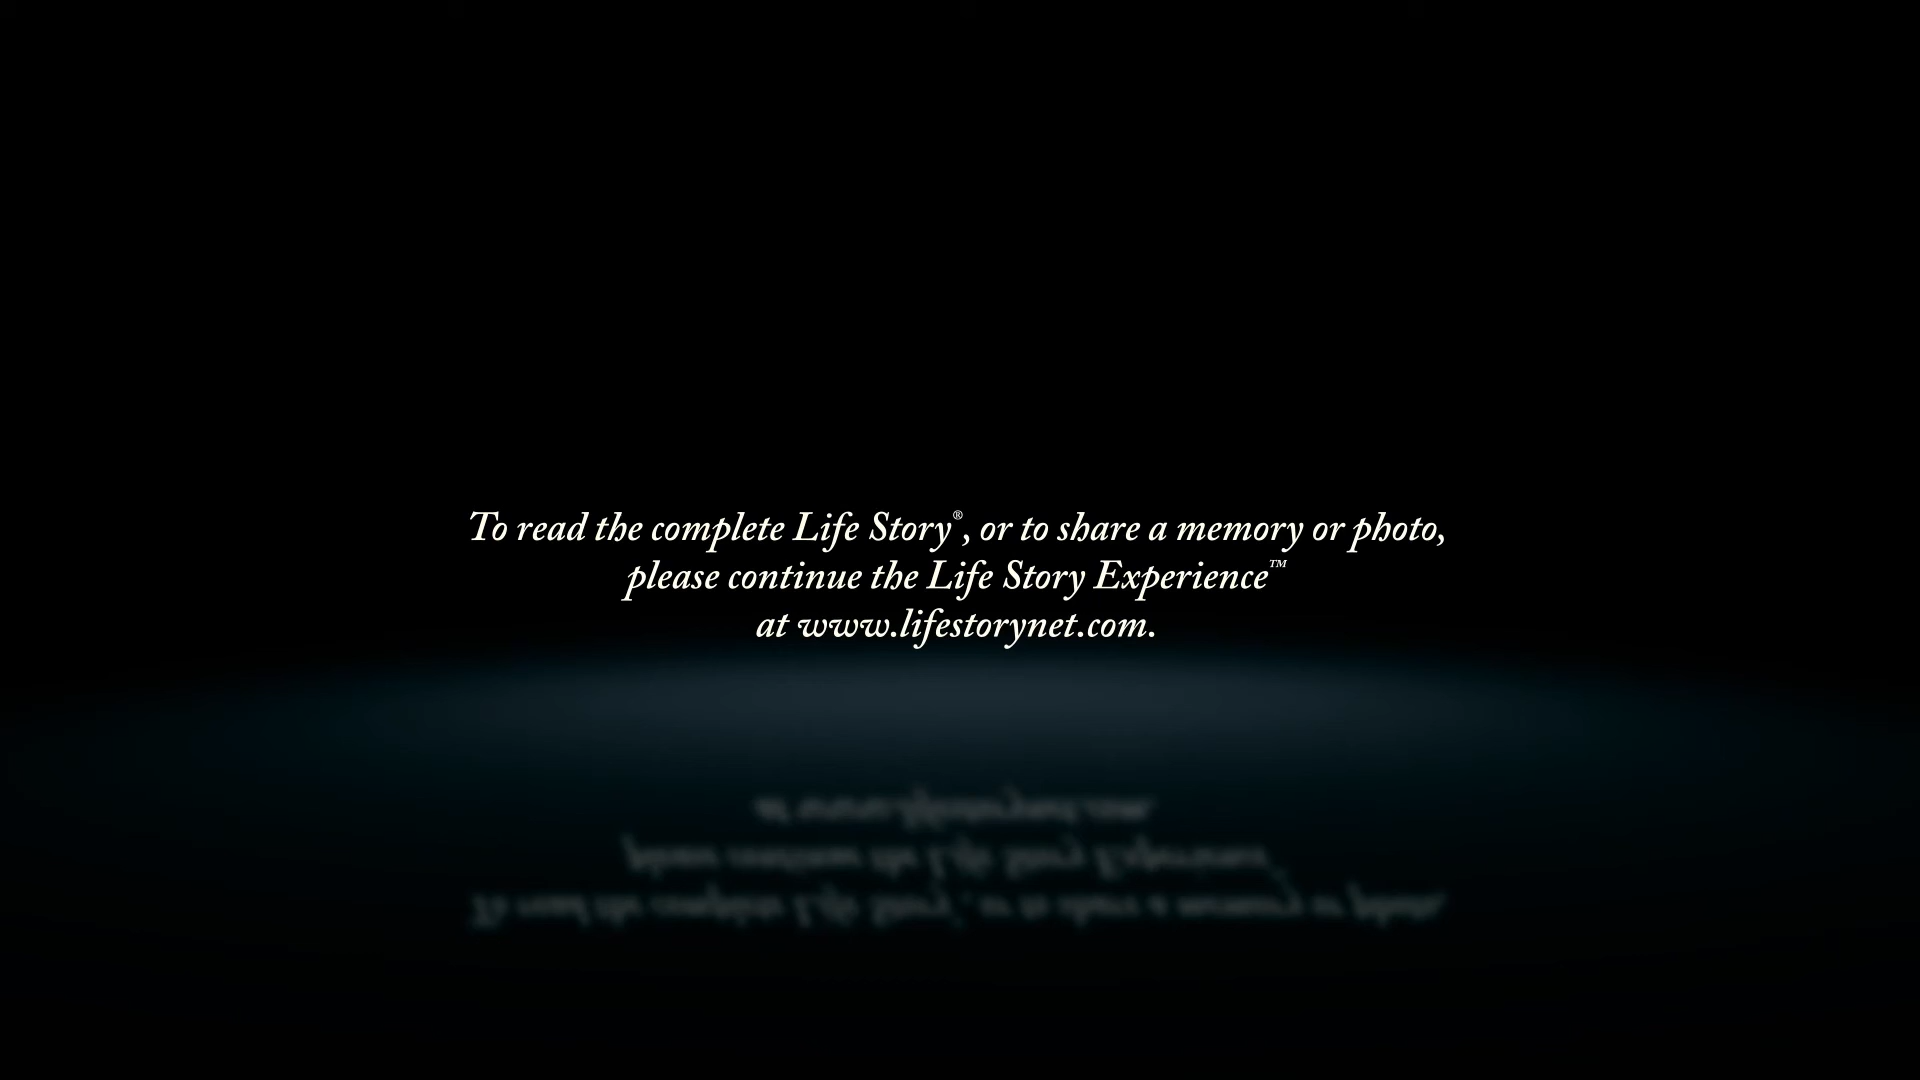 To read the complete Life Story®, or to share a memory or photo,
please continue the Life Story Experience™
at www.lifestorynet.com.